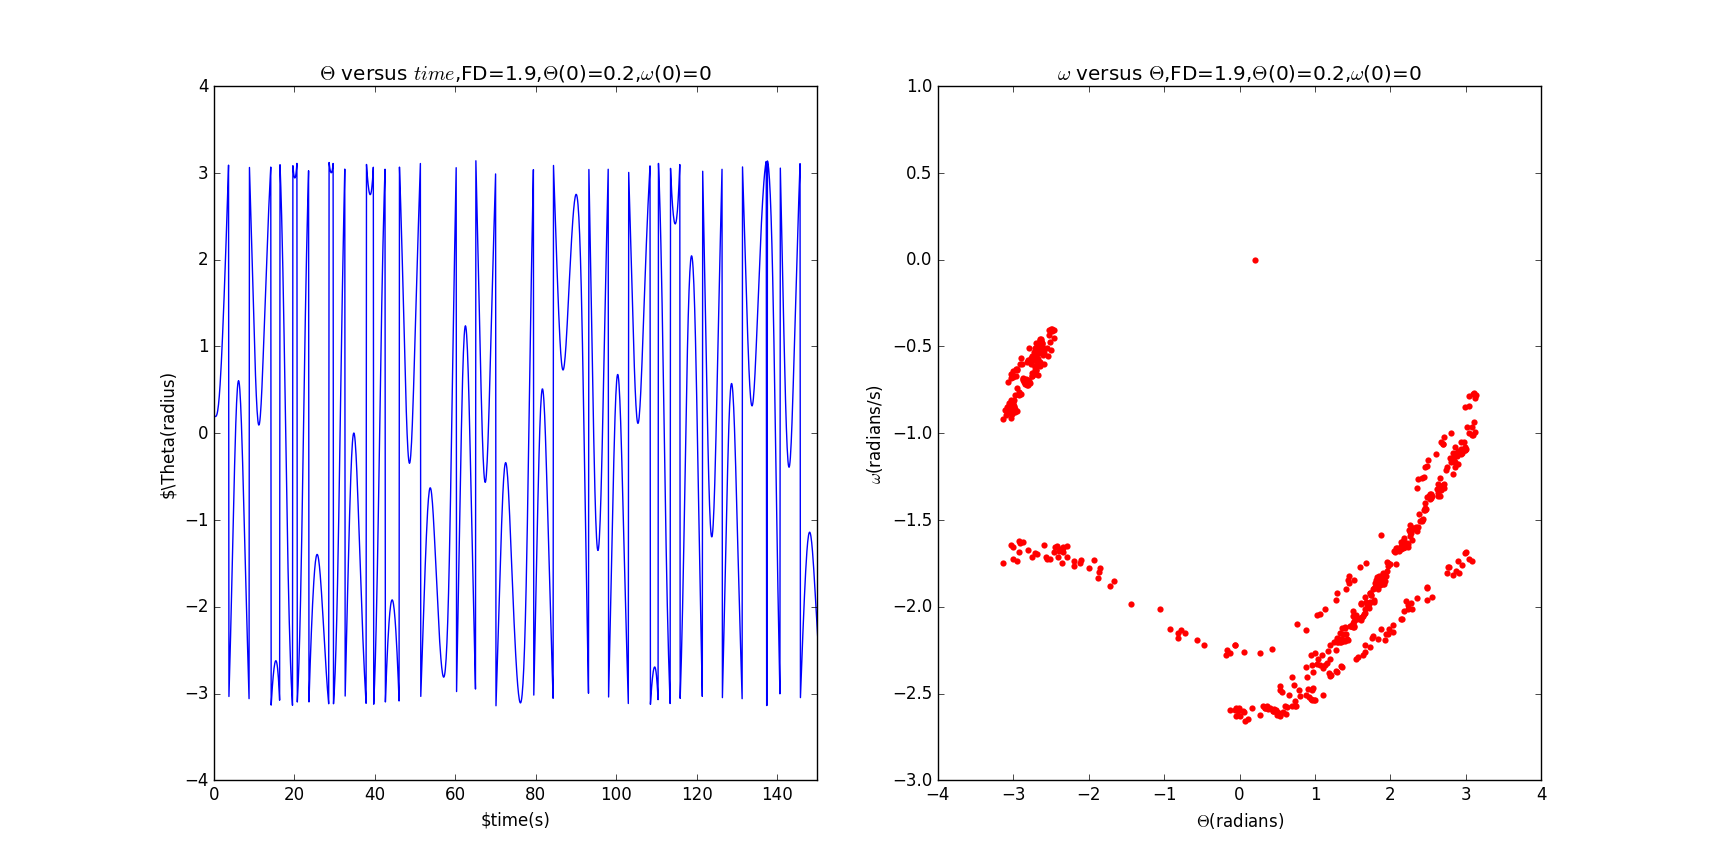 Θ versus time,FD=1.9,Θ(0)=0.2,ω(0)=0
4
3
2
1
0
−1
−2
−3
−4
$\Theta(radius)
0 20 40 60 80 100 120 140
$time(s)
ω versus Θ,FD=1.9,Θ(0)=0.2,ω(0)=0
1.0
0.5
0.0
−0.5
−1.0
−1.5
−2.0
−2.5
−3.0
ω(radians/s)
−4 −3 −2 −1 0 1 2 3 4
Θ(radians)